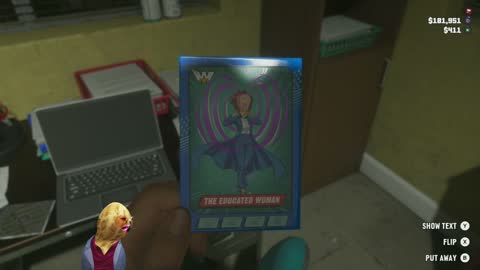 $181,951
$411
THE EDUCATED WOMAN
SHOW TEXT Y
FLIP X
PUT AWAY B